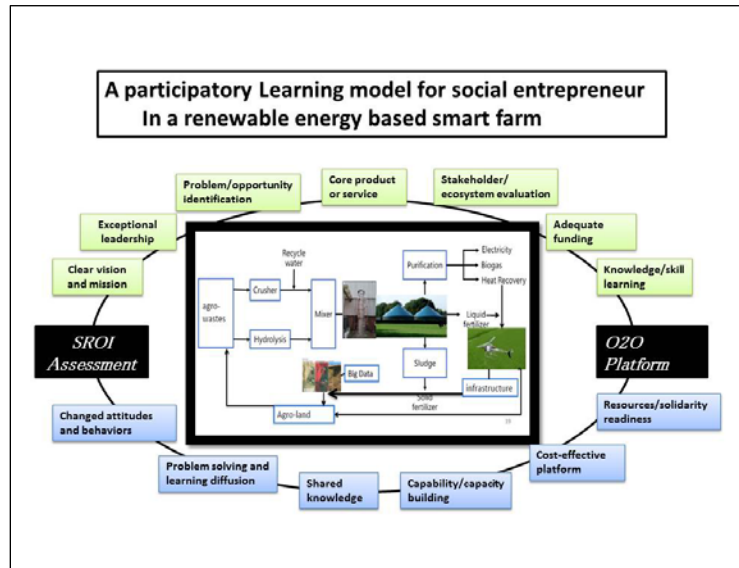 A participatory Learning model for social entrepreneur
In a renewable energy based smart farm
Core product
or service
Stakeholder/
ecosystem evaluation
Problem/opportunity
identification
Adequate
funding
Exceptional
leadership
Knowledge/skill
learning
Clear vision
and mission
SROI
Assessment
O2O
Platform
Recycle
water
Purification
Electricity
Biogas
Heat Recovery
agro-
wastes
Crusher
Mixer
Liquid
fertilizer
Hydrolysis
Sludge
Big Data
infrastructure
Solid
fertilizer
Agro-land
Changed attitudes
and behaviors
Resources/solidarity
readiness
Problem solving and
learning diffusion
Shared
knowledge
Capability/capacity
building
Cost-effective
platform